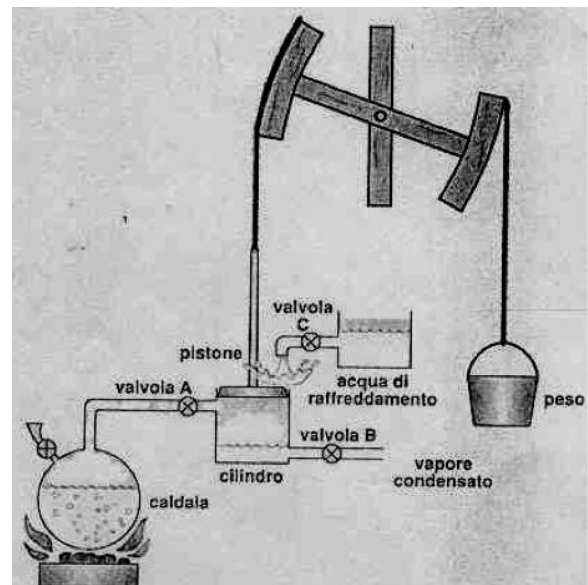 valvola
C
pistone
acqua di
raffreddamento
peso
valvola A
valvola B
cilindro
vapore
condensato
caldaia